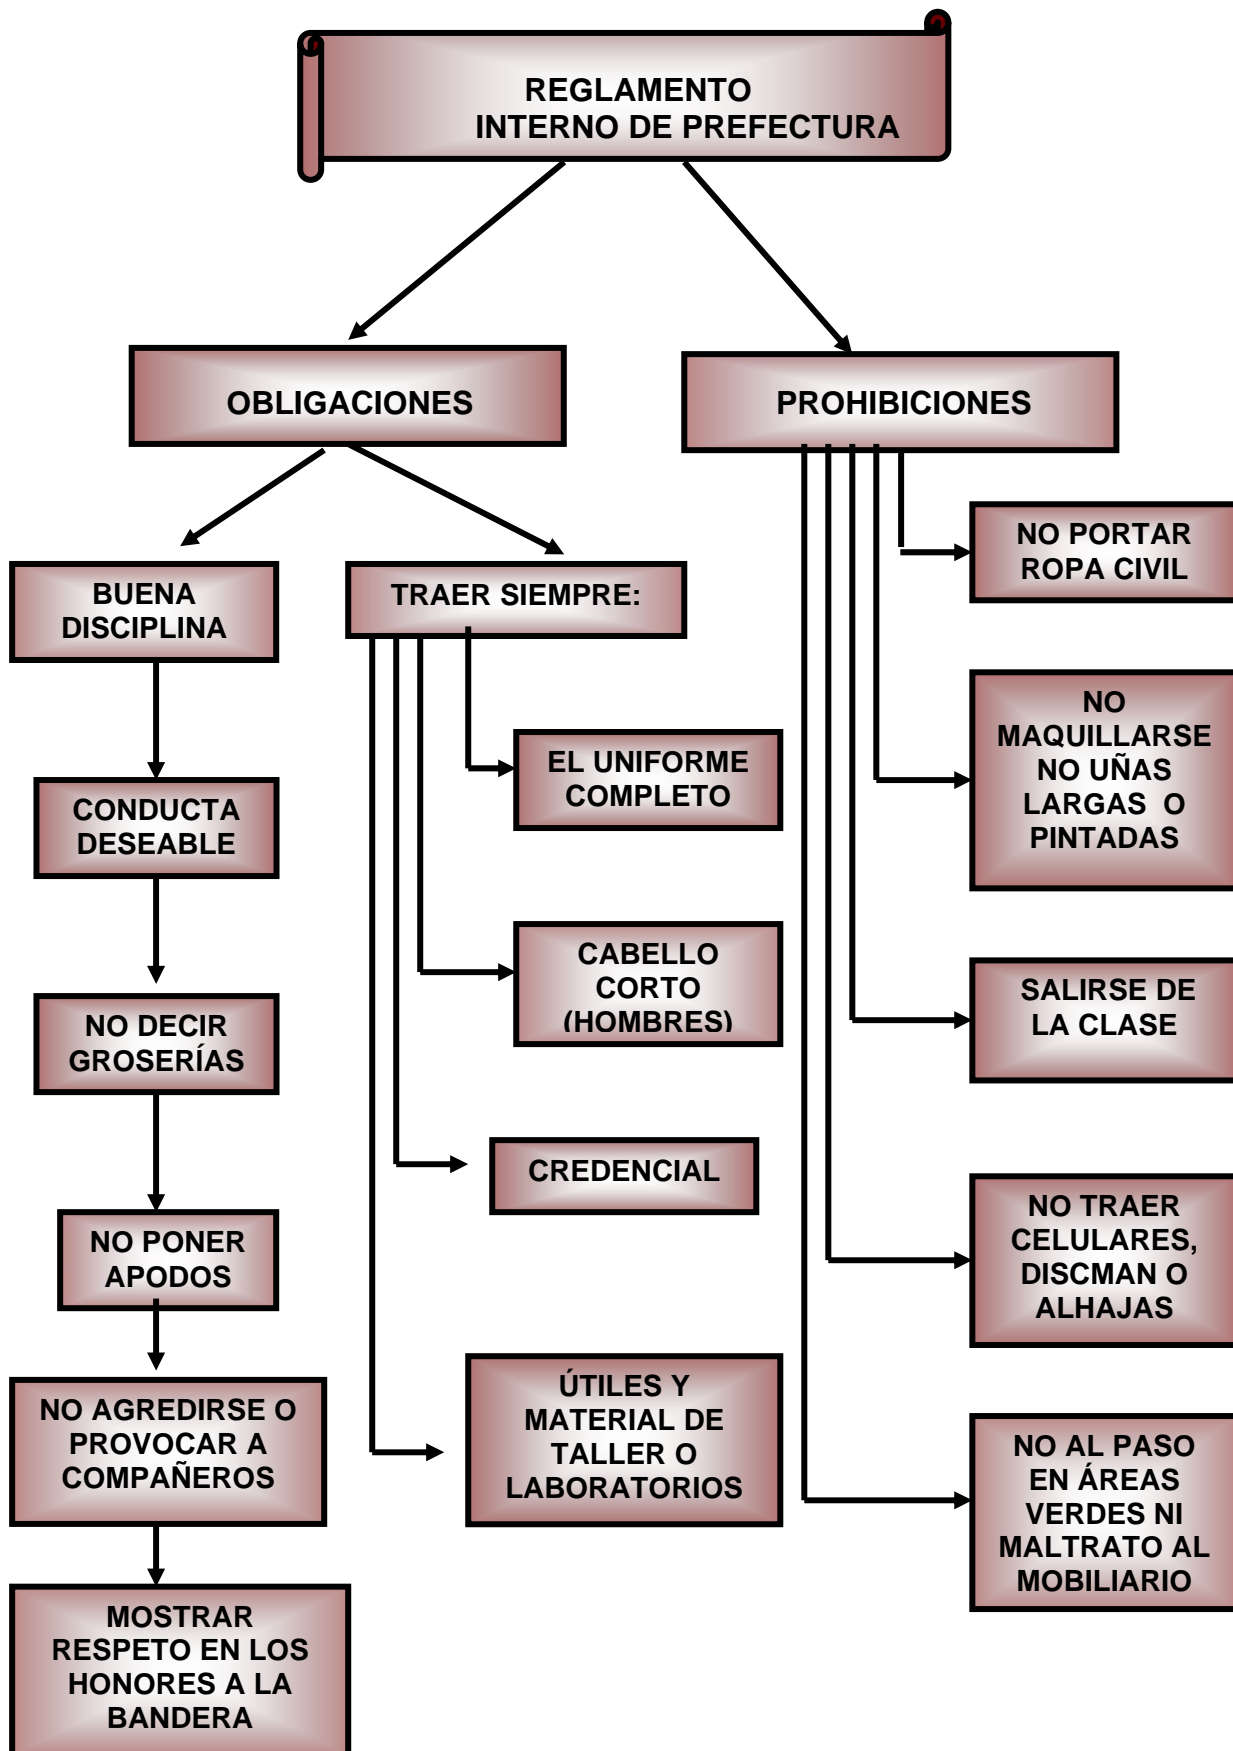 REGLAMENTO
INTERNO DE PREFECTURA
OBLIGACIONES
PROHIBICIONES
BUENA
DISCIPLINA
CONDUCTA
DESEABLE
NO DECIR
GROSERÍAS
NO PONER
APODOS
NO AGREDIRSE O
PROVOCAR A
COMPAÑEROS
MOSTRAR
RESPETO EN LOS
HONORES A LA
BANDERA
TRAER SIEMPRE:
EL UNIFORME
COMPLETO
CABELLO
CORTO
(HOMBRES)
CREDENCIAL
ÚTILES Y
MATERIAL DE
TALLER O
LABORATORIOS
NO PORTAR
ROPA CIVIL
NO
MAQUILLARSE
NO UÑAS
LARGAS O
PINTADAS
SALIRSE DE
LA CLASE
NO TRAER
CELULARES,
DISCMAN O
ALHAJAS
NO AL PASO
EN ÁREAS
VERDES NI
MALTRATO AL
MOBILIARIO